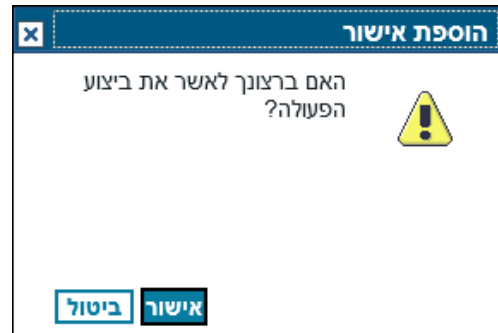 הוספת אישור
האם ברצונך לאשר את ביצוע
הפעולה?
אישור
ביטול